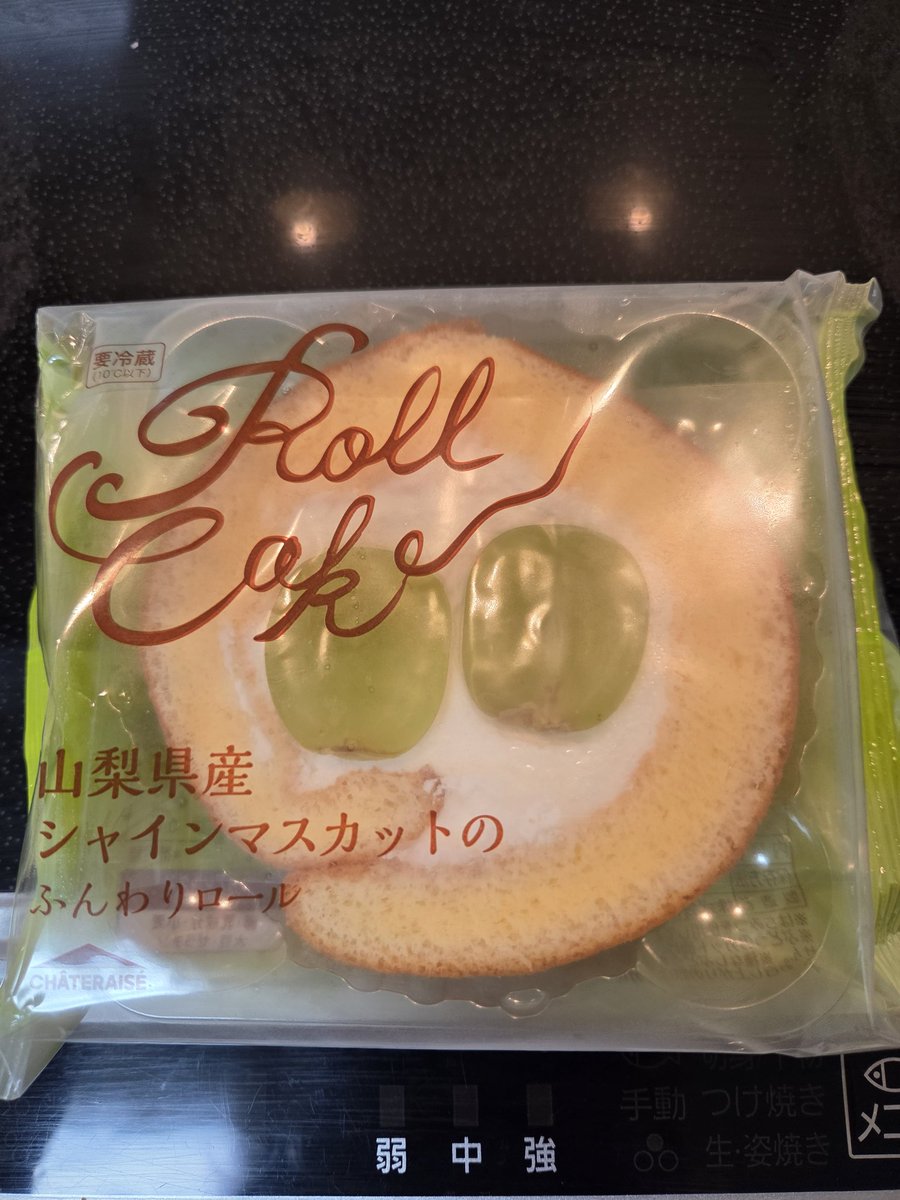 要冷蔵
(10℃以下)
Roll
Cake
山梨県産
シャインマスカットの
ふんわりロール
CHÂTERAISÉ
手動 つけ焼き
弱 中 強
生・姿焼き
メニ